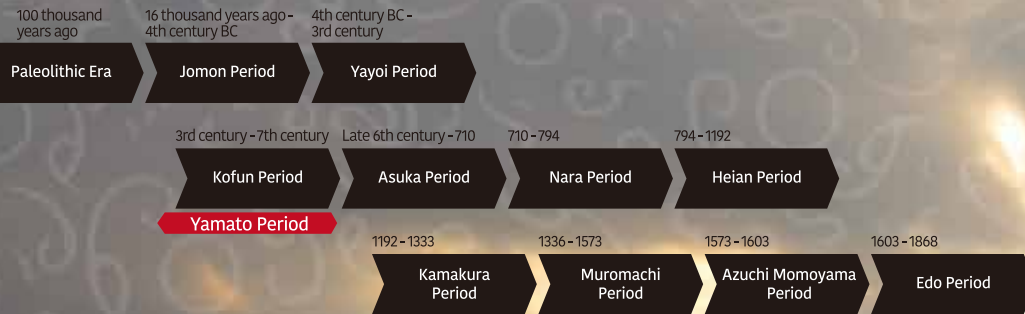 100 thousand
years ago
16 thousand years ago -
4th century BC
4th century BC -
3rd century
Paleolithic Era
Jomon Period
Yayoi Period
3rd century - 7th century
Late 6th century - 710
710 - 794
794 - 1192
Kofun Period
Asuka Period
Nara Period
Heian Period
Yamato Period
1192 - 1333
1336 - 1573
1573 - 1603
1603 - 1868
Kamakura
Period
Muromachi
Period
Azuchi Momoyama
Period
Edo Period